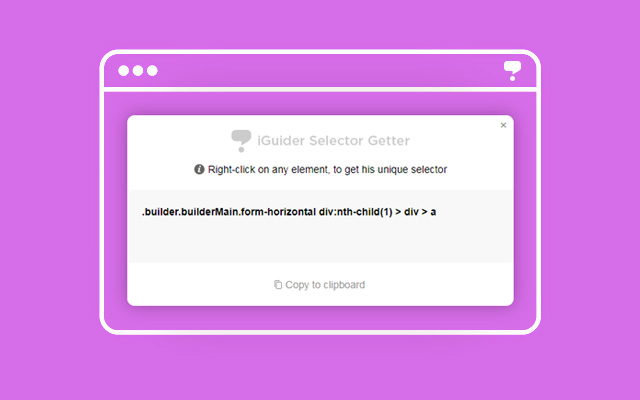 ×
iGuider Selector Getter
Right-click on any element, to get his unique selector
.builder.builderMain.form-horizontal div:nth-child(1) > div > a
Copy to clipboard